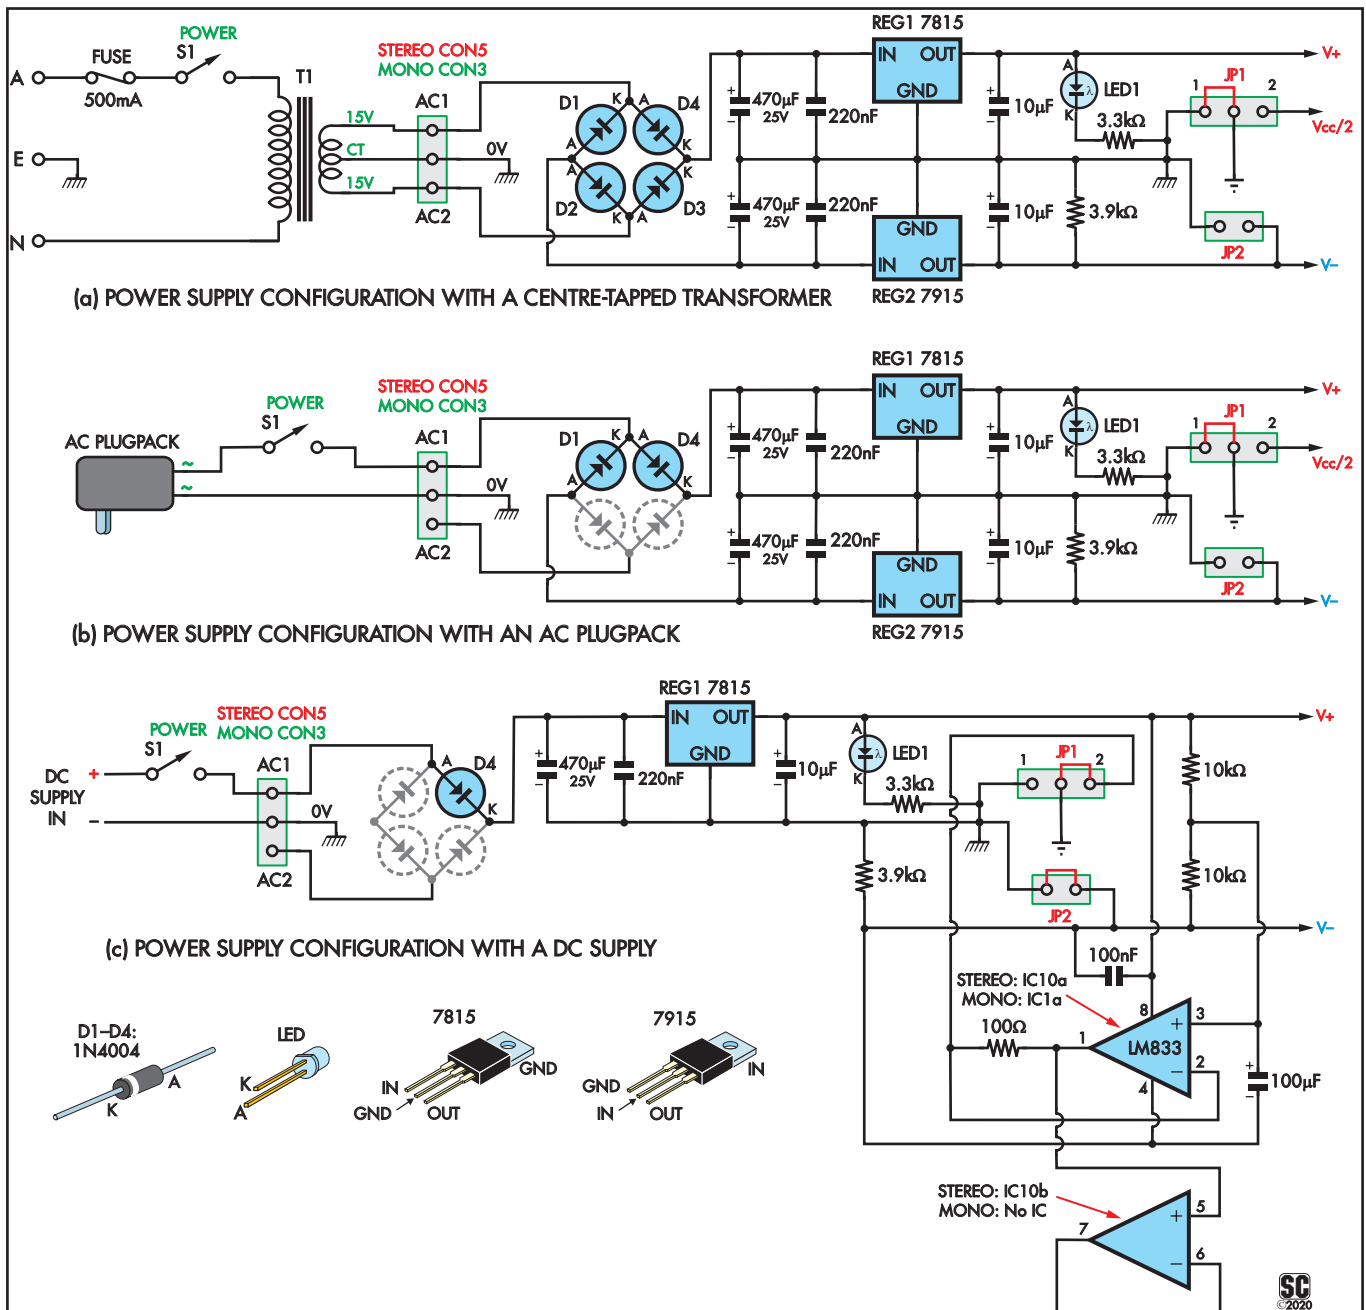 REG1 7815
POWER
S1
FUSE
500mA
A
E
N
T1
15V
CT
15V
STEREO CON5
MONO CON3
AC1
0V
AC2
D1
K
A
D4
A
K
A
K
D2
K
A
D3
+
470µF
25V
–
220nF
+
470µF
25V
–
220nF
IN
OUT
GND
GND
IN
OUT
REG2 7915
+
10µF
–
+
10µF
–
A
λ
LED1
K
3.3kΩ
3.9kΩ
JP1
1
2
JP2
V+
Vcc/2
V–
(a) POWER SUPPLY CONFIGURATION WITH A CENTRE-TAPPED TRANSFORMER
REG1 7815
AC PLUGPACK
~
~
POWER
S1
STEREO CON5
MONO CON3
AC1
0V
AC2
D1
K
A
D4
A
K
+
470µF
25V
–
220nF
+
470µF
25V
–
220nF
IN
OUT
GND
GND
IN
OUT
REG2 7915
+
10µF
–
+
10µF
–
A
λ
LED1
K
3.3kΩ
3.9kΩ
JP1
1
2
JP2
V+
Vcc/2
V–
(b) POWER SUPPLY CONFIGURATION WITH AN AC PLUGPACK
REG1 7815
DC
SUPPLY
IN
+
–
POWER
S1
STEREO CON5
MONO CON3
AC1
0V
AC2
A
D4
K
+
470µF
25V
–
220nF
IN
OUT
GND
+
10µF
–
A
λ
LED1
K
3.3kΩ
3.9kΩ
JP1
1
2
JP2
10kΩ
10kΩ
V+
V–
(c) POWER SUPPLY CONFIGURATION WITH A DC SUPPLY
100nF
STEREO: IC10a
MONO: IC1a
100Ω
1
8
+
3
LM833
–
2
4
+
100µF
–
STEREO: IC10b
MONO: No IC
7
+
5
–
6
D1–D4:
1N4004
A
K
LED
K
A
7815
IN
GND
OUT
GND
7915
GND
IN
OUT
IN
SC
©2020